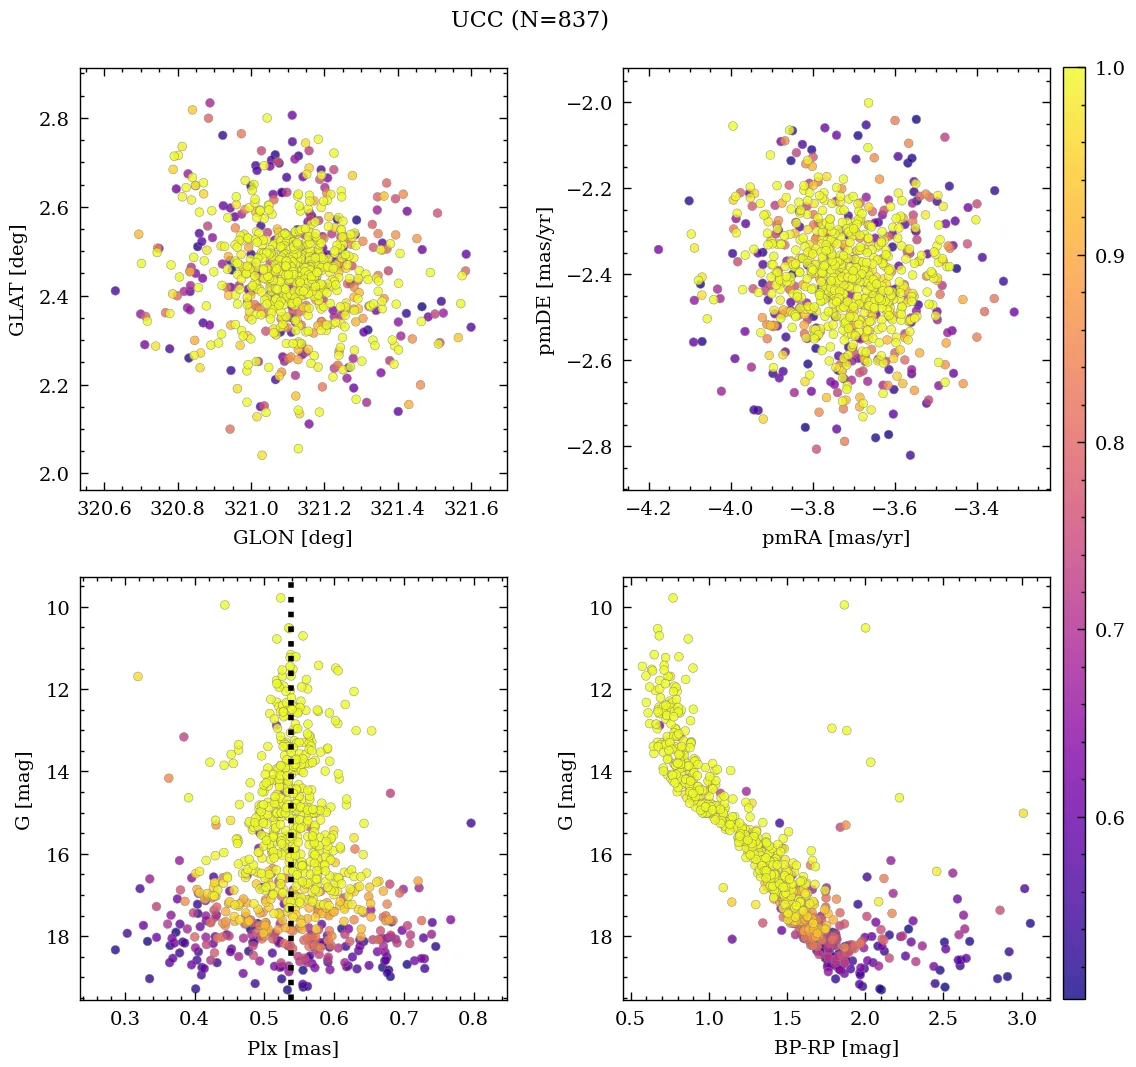 UCC (N=837)
2.8
2.6
2.4
2.2
2.0
GLAT [deg]
320.6 320.8 321.0 321.2 321.4 321.6
GLON [deg]
−2.0
−2.2
−2.4
−2.6
−2.8
pmDE [mas/yr]
−4.2 −4.0 −3.8 −3.6 −3.4
pmRA [mas/yr]
1.0
0.9
0.8
0.7
0.6
10
12
14
16
18
G [mag]
0.3 0.4 0.5 0.6 0.7 0.8
Plx [mas]
10
12
14
16
18
G [mag]
0.5 1.0 1.5 2.0 2.5 3.0
BP-RP [mag]